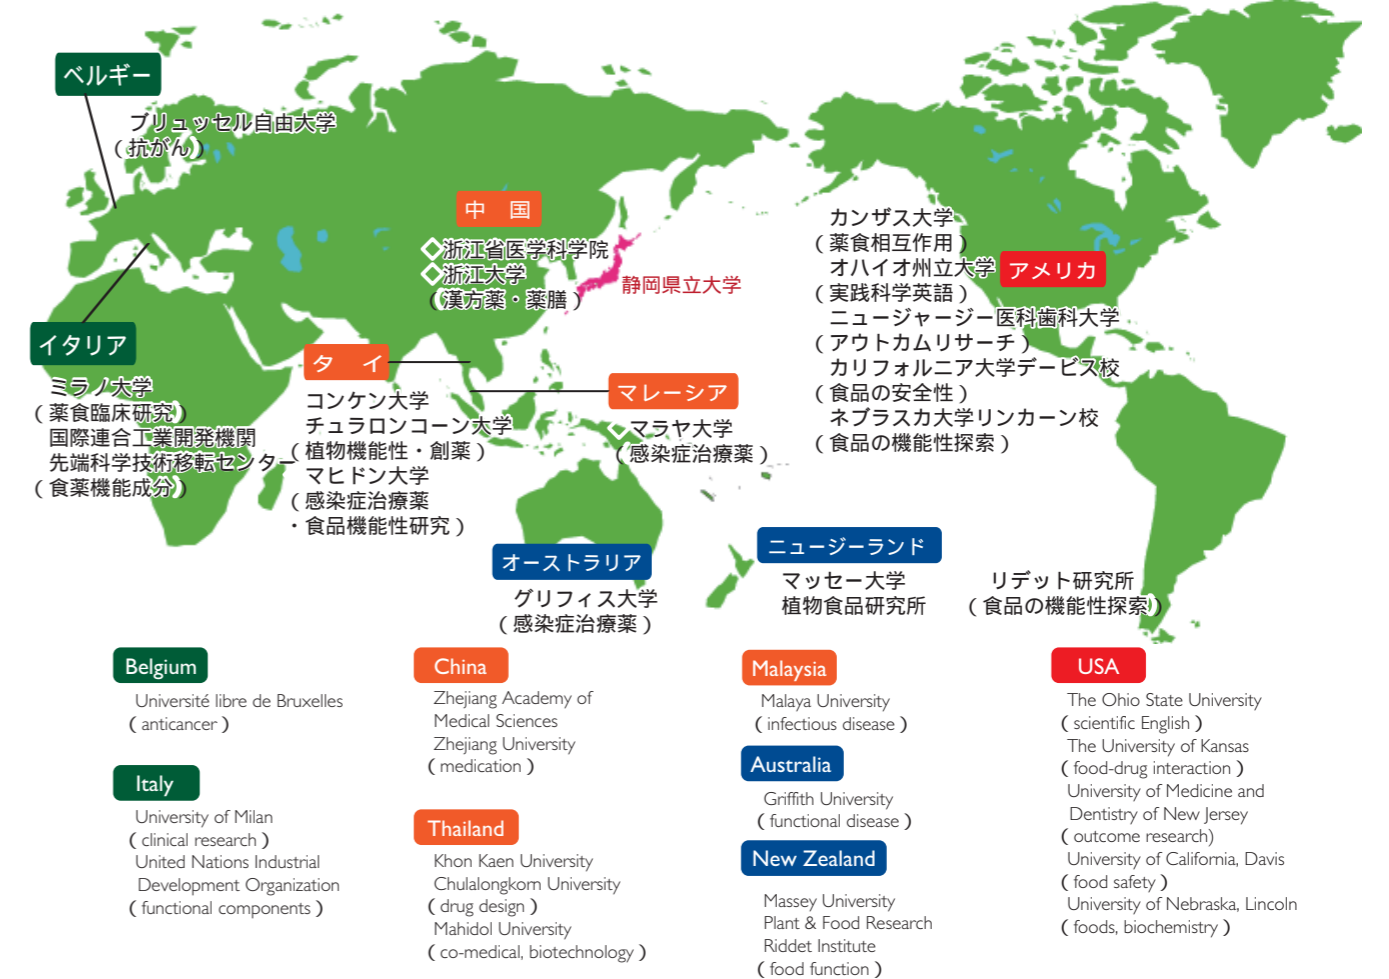 ベルギー
ブリュッセル自由大学
（抗がん）
中　国
◇浙江省医学科学院
◇浙江大学
（漢方薬・薬膳）
静岡県立大学
カンザス大学
（薬食相互作用）
オハイオ州立大学
（実践科学英語）
アメリカ
ニュージャージー医科歯科大学
（アウトカムリサーチ）
カリフォルニア大学デービス校
（食品の安全性）
ネブラスカ大学リンカーン校
（食品の機能性探索）
イタリア
ミラノ大学
（薬食臨床研究）
国際連合工業開発機関
先端科学技術移転センター
（食薬機能成分）
タ　イ
コンケン大学
チュラロンコーン大学
（植物機能性・創薬）
マヒドン大学
（感染症治療薬
・食品機能性研究）
マレーシア
◇マラヤ大学
（感染症治療薬）
オーストラリア
グリフィス大学
（感染症治療薬）
ニュージーランド
マッセー大学
植物食品研究所
リデット研究所
（食品の機能性探索）
Belgium
Université libre de Bruxelles
( anticancer )
Italy
University of Milan
( clinical research )
United Nations Industrial
Development Organization
( functional components )
China
Zhejiang Academy of
Medical Sciences
Zhejiang University
( medication )
Thailand
Khon Kaen University
Chulalongkorn University
( drug design )
Mahidol University
( co-medical, biotechnology )
Malaysia
Malaya University
( infectious disease )
Australia
Griffith University
( functional disease )
New Zealand
Massey University
Plant & Food Research
Riddet Institute
( food function )
USA
The Ohio State University
( scientific English )
The University of Kansas
( food-drug interaction )
University of Medicine and
Dentistry of New Jersey
( outcome research)
University of California, Davis
( food safety )
University of Nebraska, Lincoln
( foods, biochemistry )